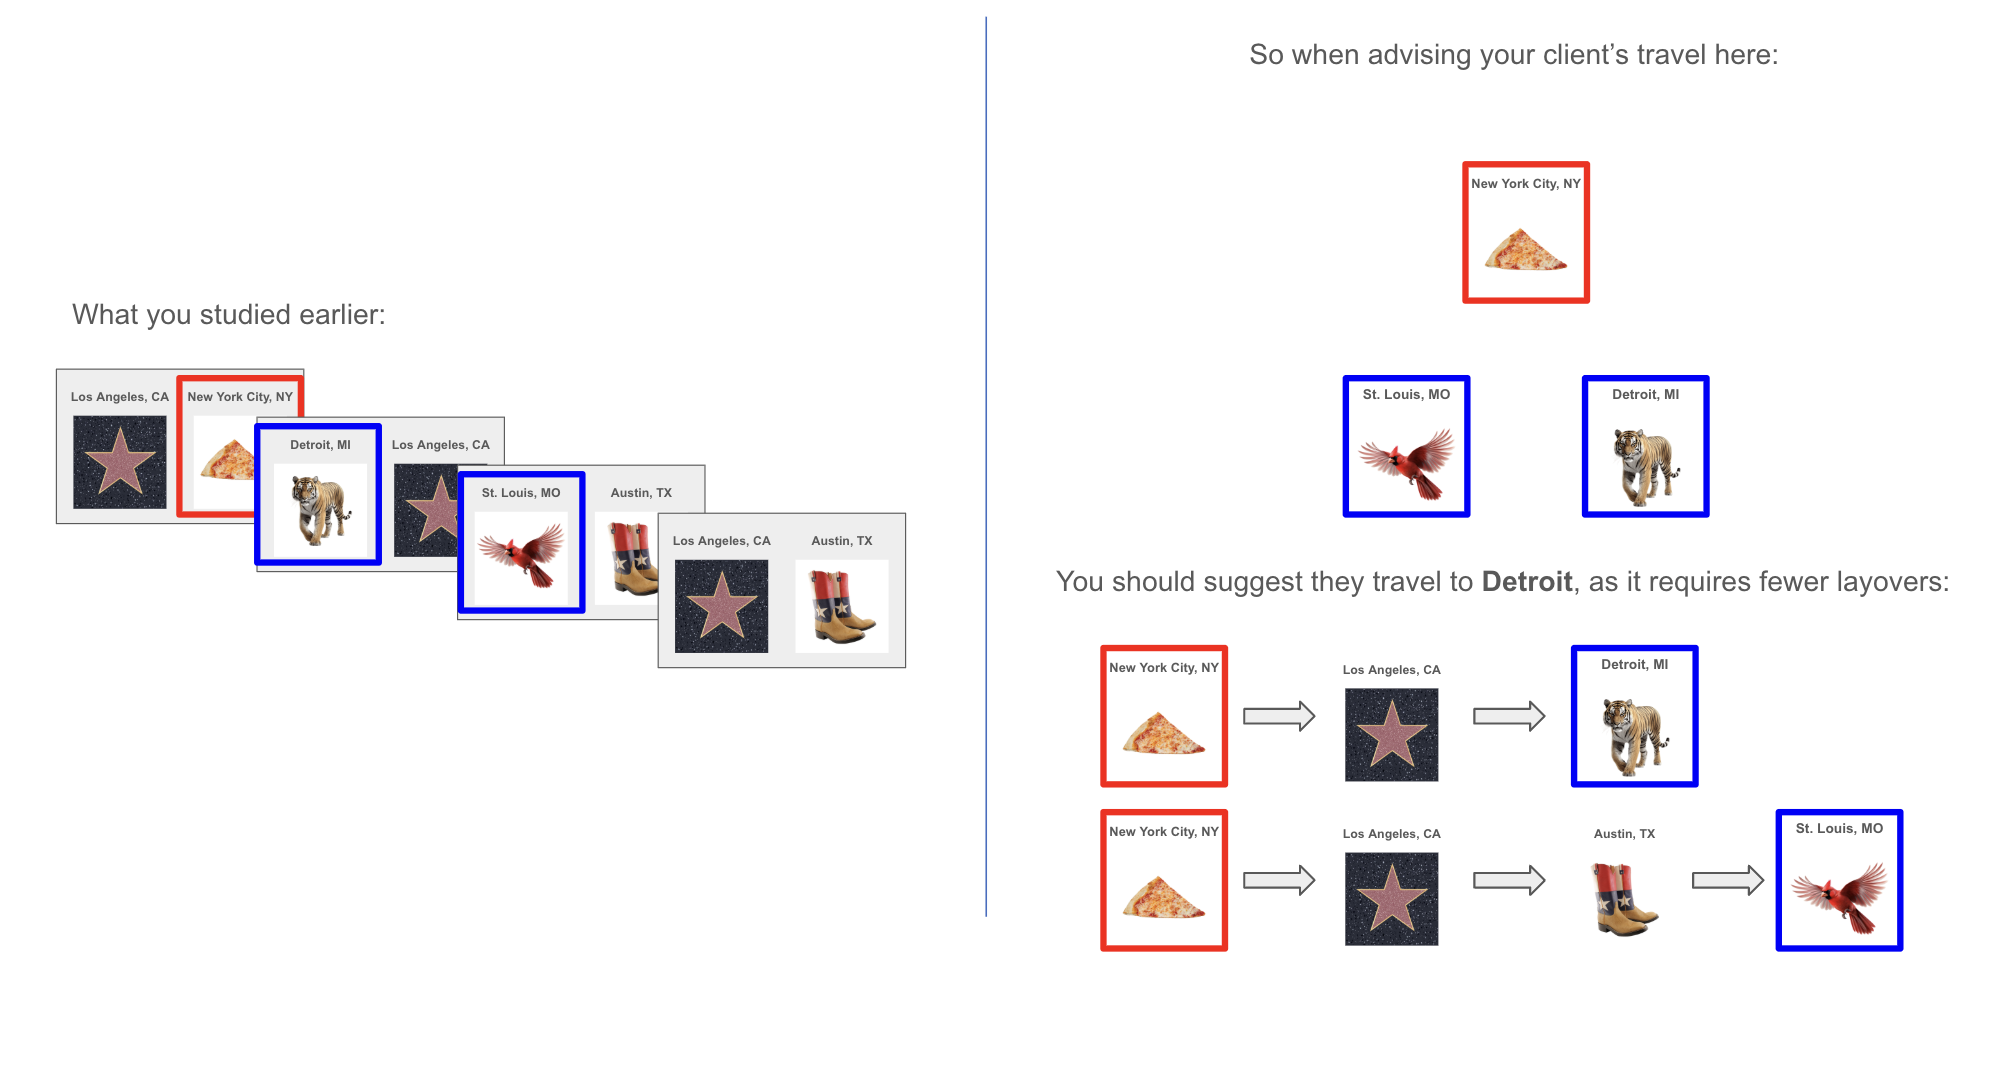 What you studied earlier:
Los Angeles, CA
New York City, NY
Detroit, MI
Los Angeles, CA
St. Louis, MO
Austin, TX
Los Angeles, CA
Austin, TX
So when advising your client’s travel here:
New York City, NY
St. Louis, MO
Detroit, MI
You should suggest they travel to Detroit, as it requires fewer layovers:
New York City, NY
Los Angeles, CA
Detroit, MI
New York City, NY
Los Angeles, CA
Austin, TX
St. Louis, MO